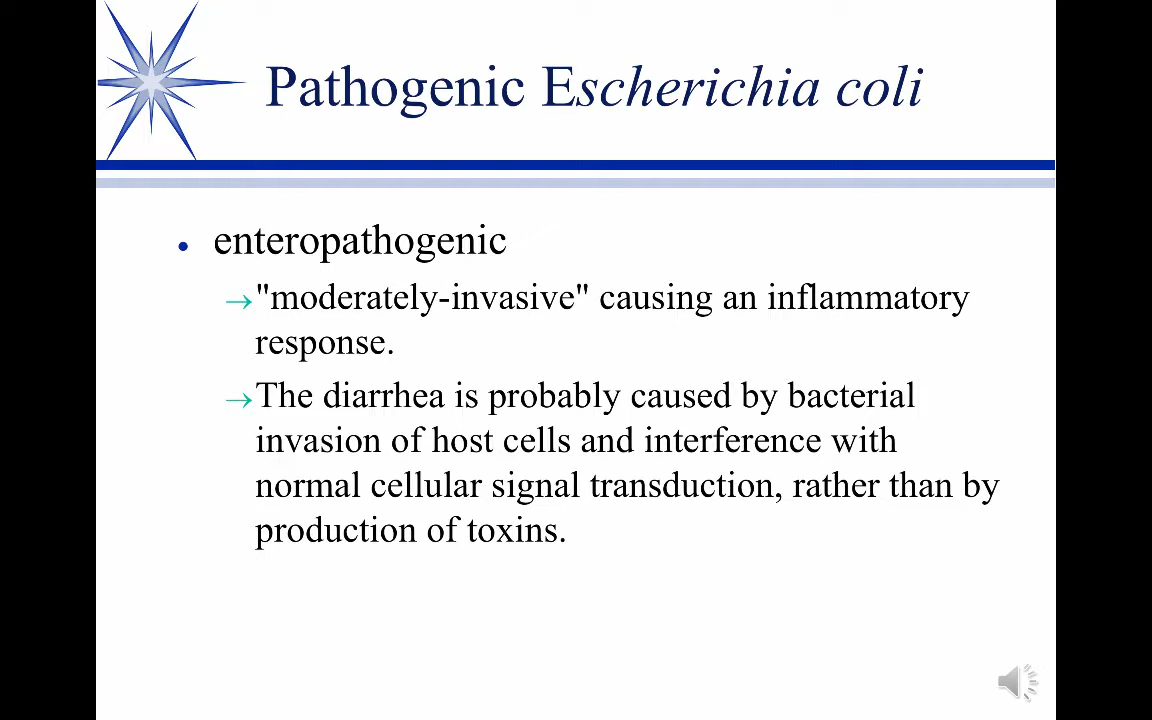 Pathogenic Escherichia coli
• enteropathogenic
→"moderately-invasive" causing an inflammatory
response.
→The diarrhea is probably caused by bacterial
invasion of host cells and interference with
normal cellular signal transduction, rather than by
production of toxins.